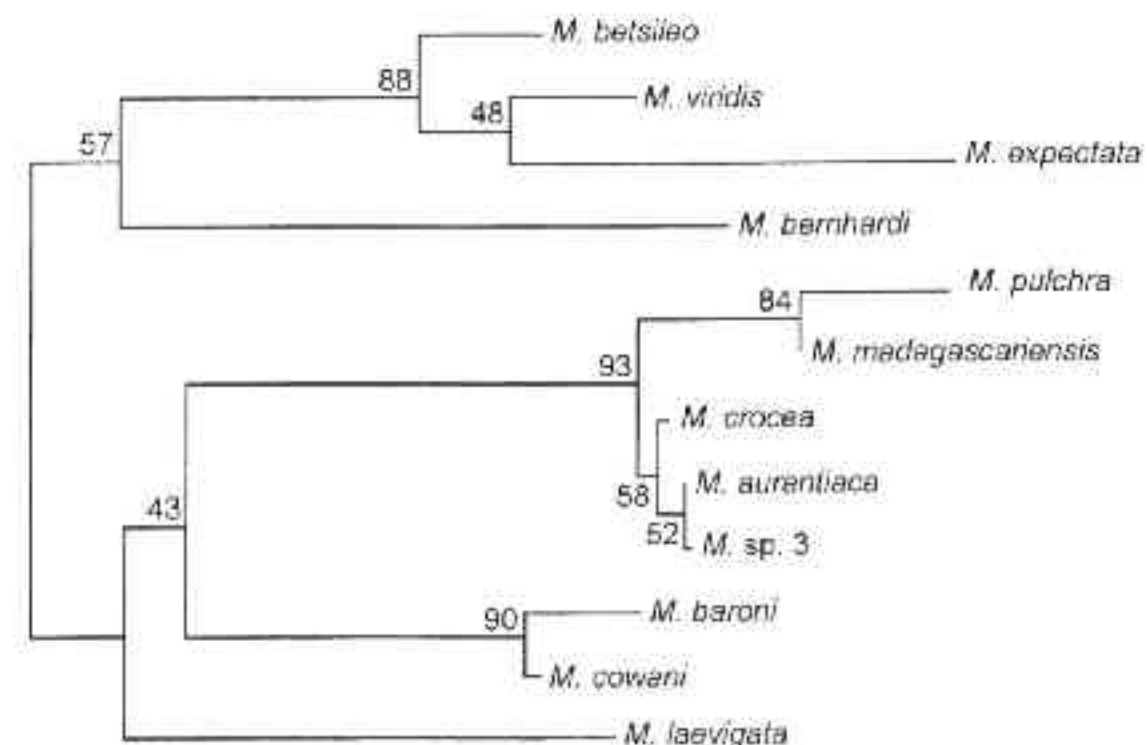 M. betsileo
88
M. viridis
48
57
M. expectata
M. bernhardi
M. pulchra
84
M. madagascariensis
93
M. crocea
M. aurantiaca
58
43
52
M. sp. 3
M. baroni
90
M. cowani
M. laevigata